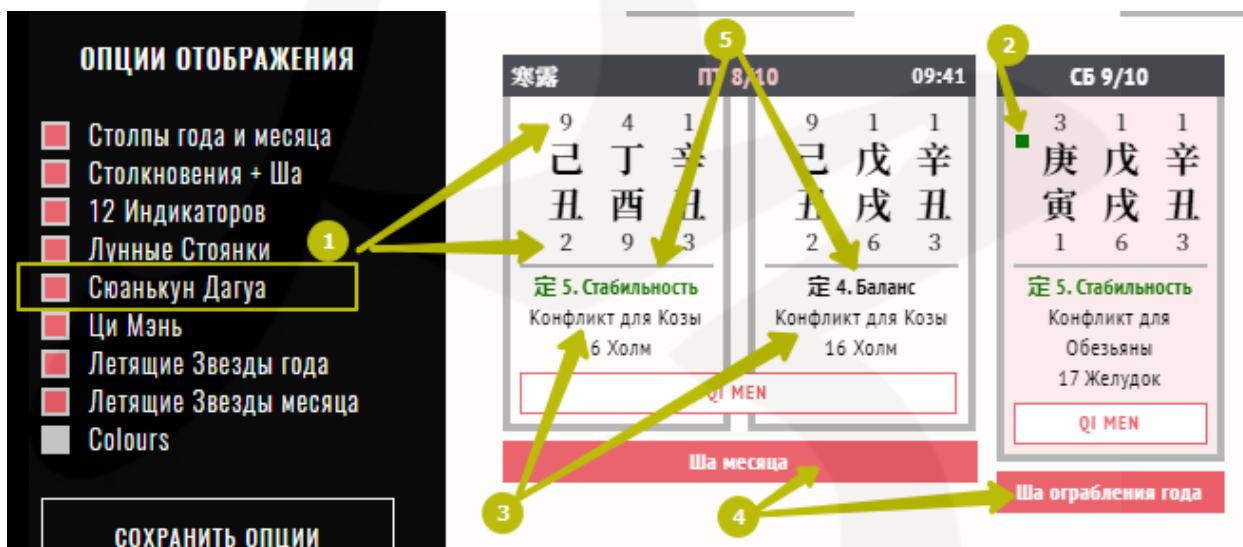 ОПЦИИ ОТОБРАЖЕНИЯ
Столпы года и месяца
Столкновения + Ша
12 Индикаторов
Лунные Стоянки
Сюанькун Дагуа
Ци Мэнь
Летящие Звезды года
Летящие Звезды месяца
Colours
СОХРАНИТЬ ОПЦИИ
1
5
2
3
4
寒露 ПТ 8/10 09:41
9 4 1
己 丁 辛
丑 酉 丑
2 9 3
定 5. Стабильность
Конфликт для Козы
16 Холм
9 1 1
己 戊 辛
丑 戌 丑
2 6 3
定 4. Баланс
Конфликт для Козы
16 Холм
QI MEN
Ша месяца
СБ 9/10
3 1 1
庚 戊 辛
寅 戌 丑
1 6 3
定 5. Стабильность
Конфликт для
Обезьяны
17 Желудок
QI MEN
Ша ограбления года